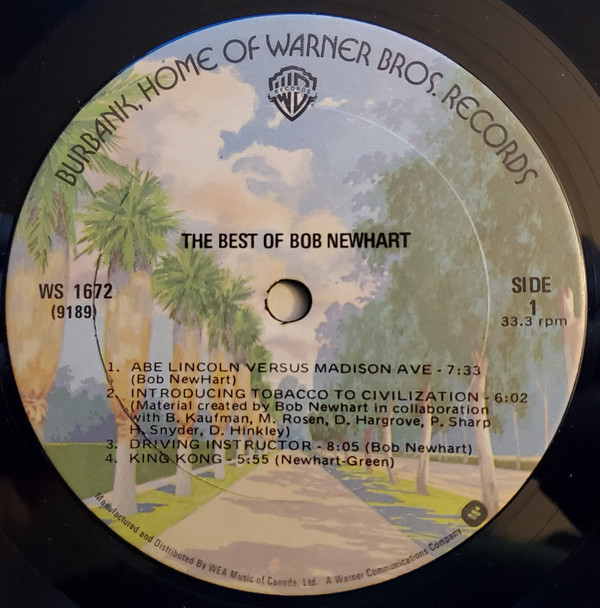 BURBANK, HOME OF WARNER BROS. RECORDS
RECORDS
THE BEST OF BOB NEWHART
WS 1672
(9189)
SIDE
1
33.3 rpm
1. ABE LINCOLN VERSUS MADISON AVE - 7:33
(Bob NewHart)
2. INTRODUCING TOBACCO TO CIVILIZATION - 6:02
(Material created by Bob Newhart in collaboration
with B. Kaufman, M. Rosen, D. Hargrove, P. Sharp
H. Snyder, D. Hinkley)
3. DRIVING INSTRUCTOR - 8:05 (Bob Newhart)
4. KING KONG - 5:55 (Newhart-Green)
Manufactured and Distributed By WEA Music of Canada, Ltd. A Warner Communications Company.